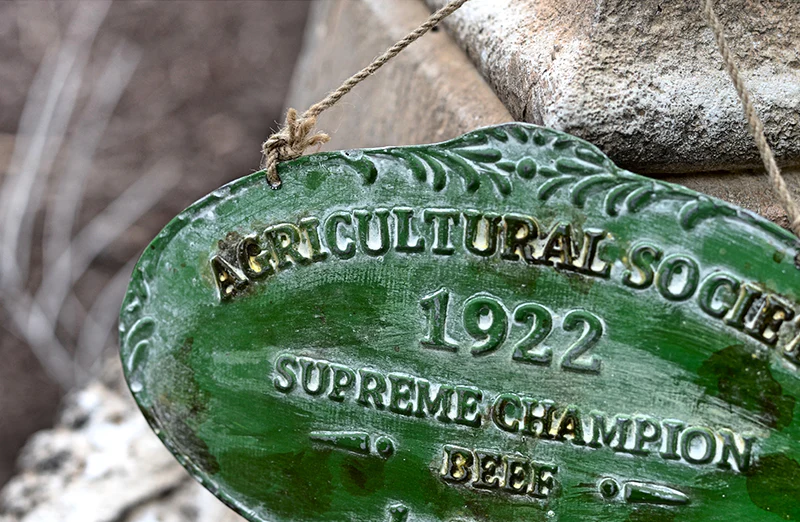 AGRICULTURAL SOCIE
1922
SUPREME CHAMPION
BEEF